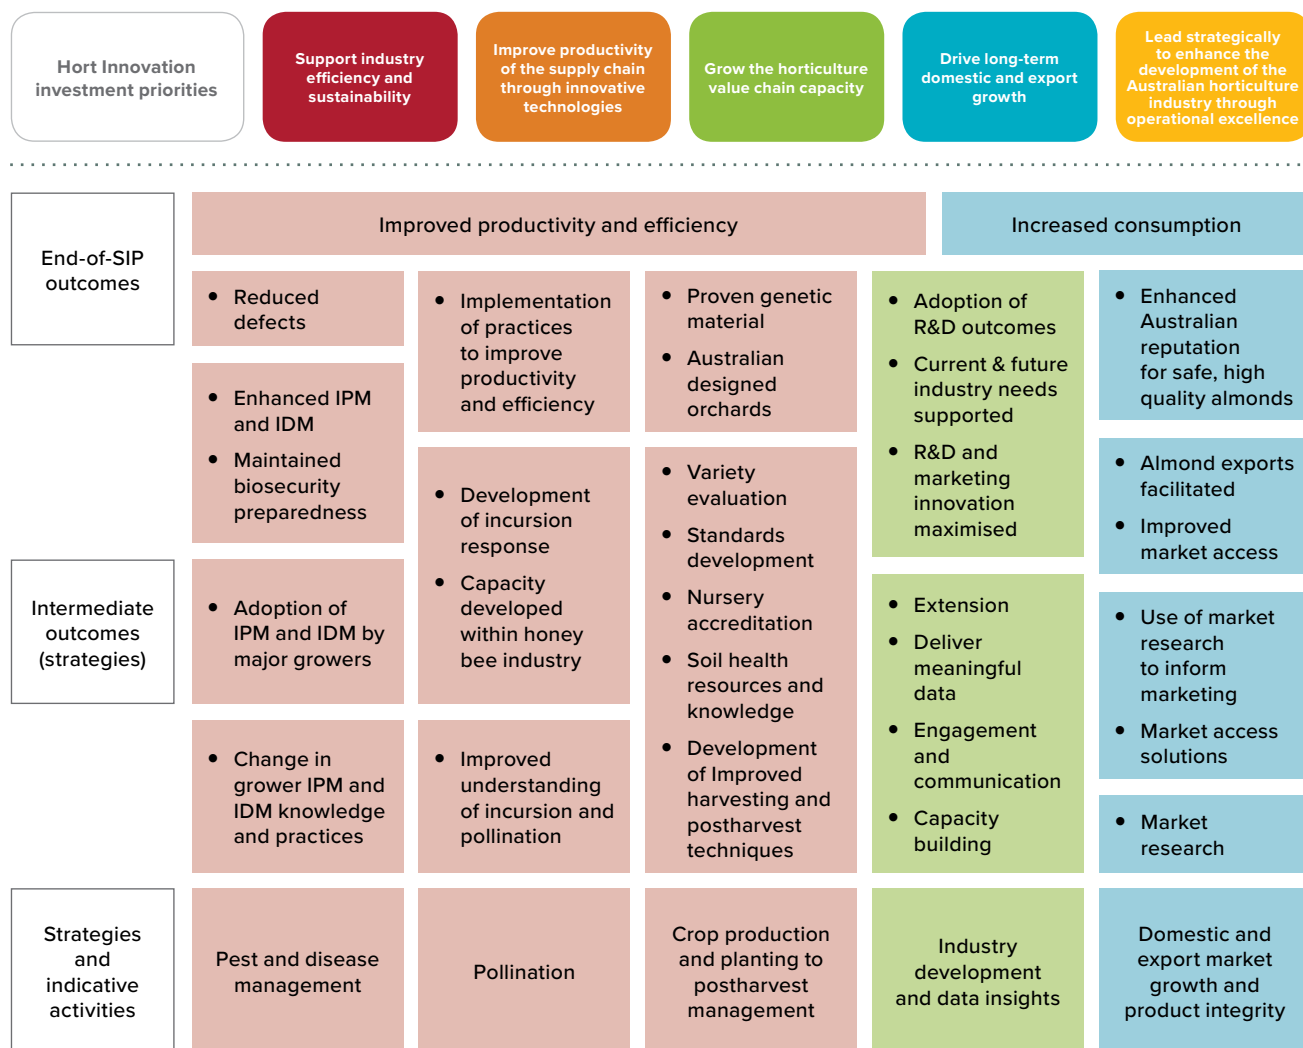 Hort Innovation
investment priorities
Support industry
efficiency and
sustainability
Improve productivity
of the supply chain
through innovative
technologies
Grow the horticulture
value chain capacity
Drive long-term
domestic and export
growth
Lead strategically
to enhance the
development of the
Australian horticulture
industry through
operational excellence
End-of-SIP
outcomes
Improved productivity and efficiency
Increased consumption
• Reduced
defects
• Enhanced IPM
and IDM
• Maintained
biosecurity
preparedness
• Implementation
of practices
to improve
productivity
and efficiency
• Proven genetic
material
• Australian
designed
orchards
• Adoption of
R&D outcomes
• Current & future
industry needs
supported
• R&D and
marketing
innovation
maximised
• Enhanced
Australian
reputation
for safe, high
quality almonds
• Almond exports
facilitated
• Improved
market access
Intermediate
outcomes
(strategies)
• Adoption of
IPM and IDM by
major growers
• Change in
grower IPM and
IDM knowledge
and practices
• Development
of incursion
response
• Capacity
developed
within honey
bee industry
• Improved
understanding
of incursion and
pollination
• Variety
evaluation
• Standards
development
• Nursery
accreditation
• Soil health
resources and
knowledge
• Development
of Improved
harvesting and
postharvest
techniques
• Extension
• Deliver
meaningful
data
• Engagement
and
communication
• Capacity
building
• Use of market
research
to inform
marketing
• Market access
solutions
• Market
research
Strategies
and
indicative
activities
Pest and disease
management
Pollination
Crop production
and planting to
postharvest
management
Industry
development
and data insights
Domestic and
export market
growth and
product integrity